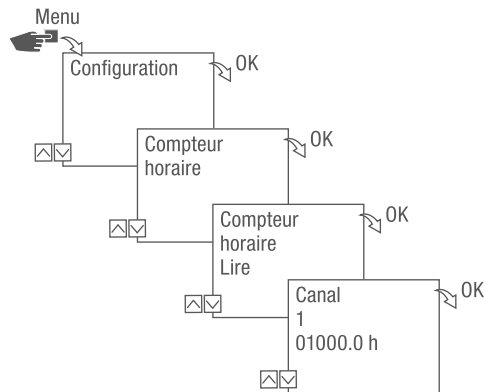 Menu
Configuration
OK
Compteur
horaire
OK
Compteur
horaire
Lire
OK
Canal
1
01000.0 h
OK